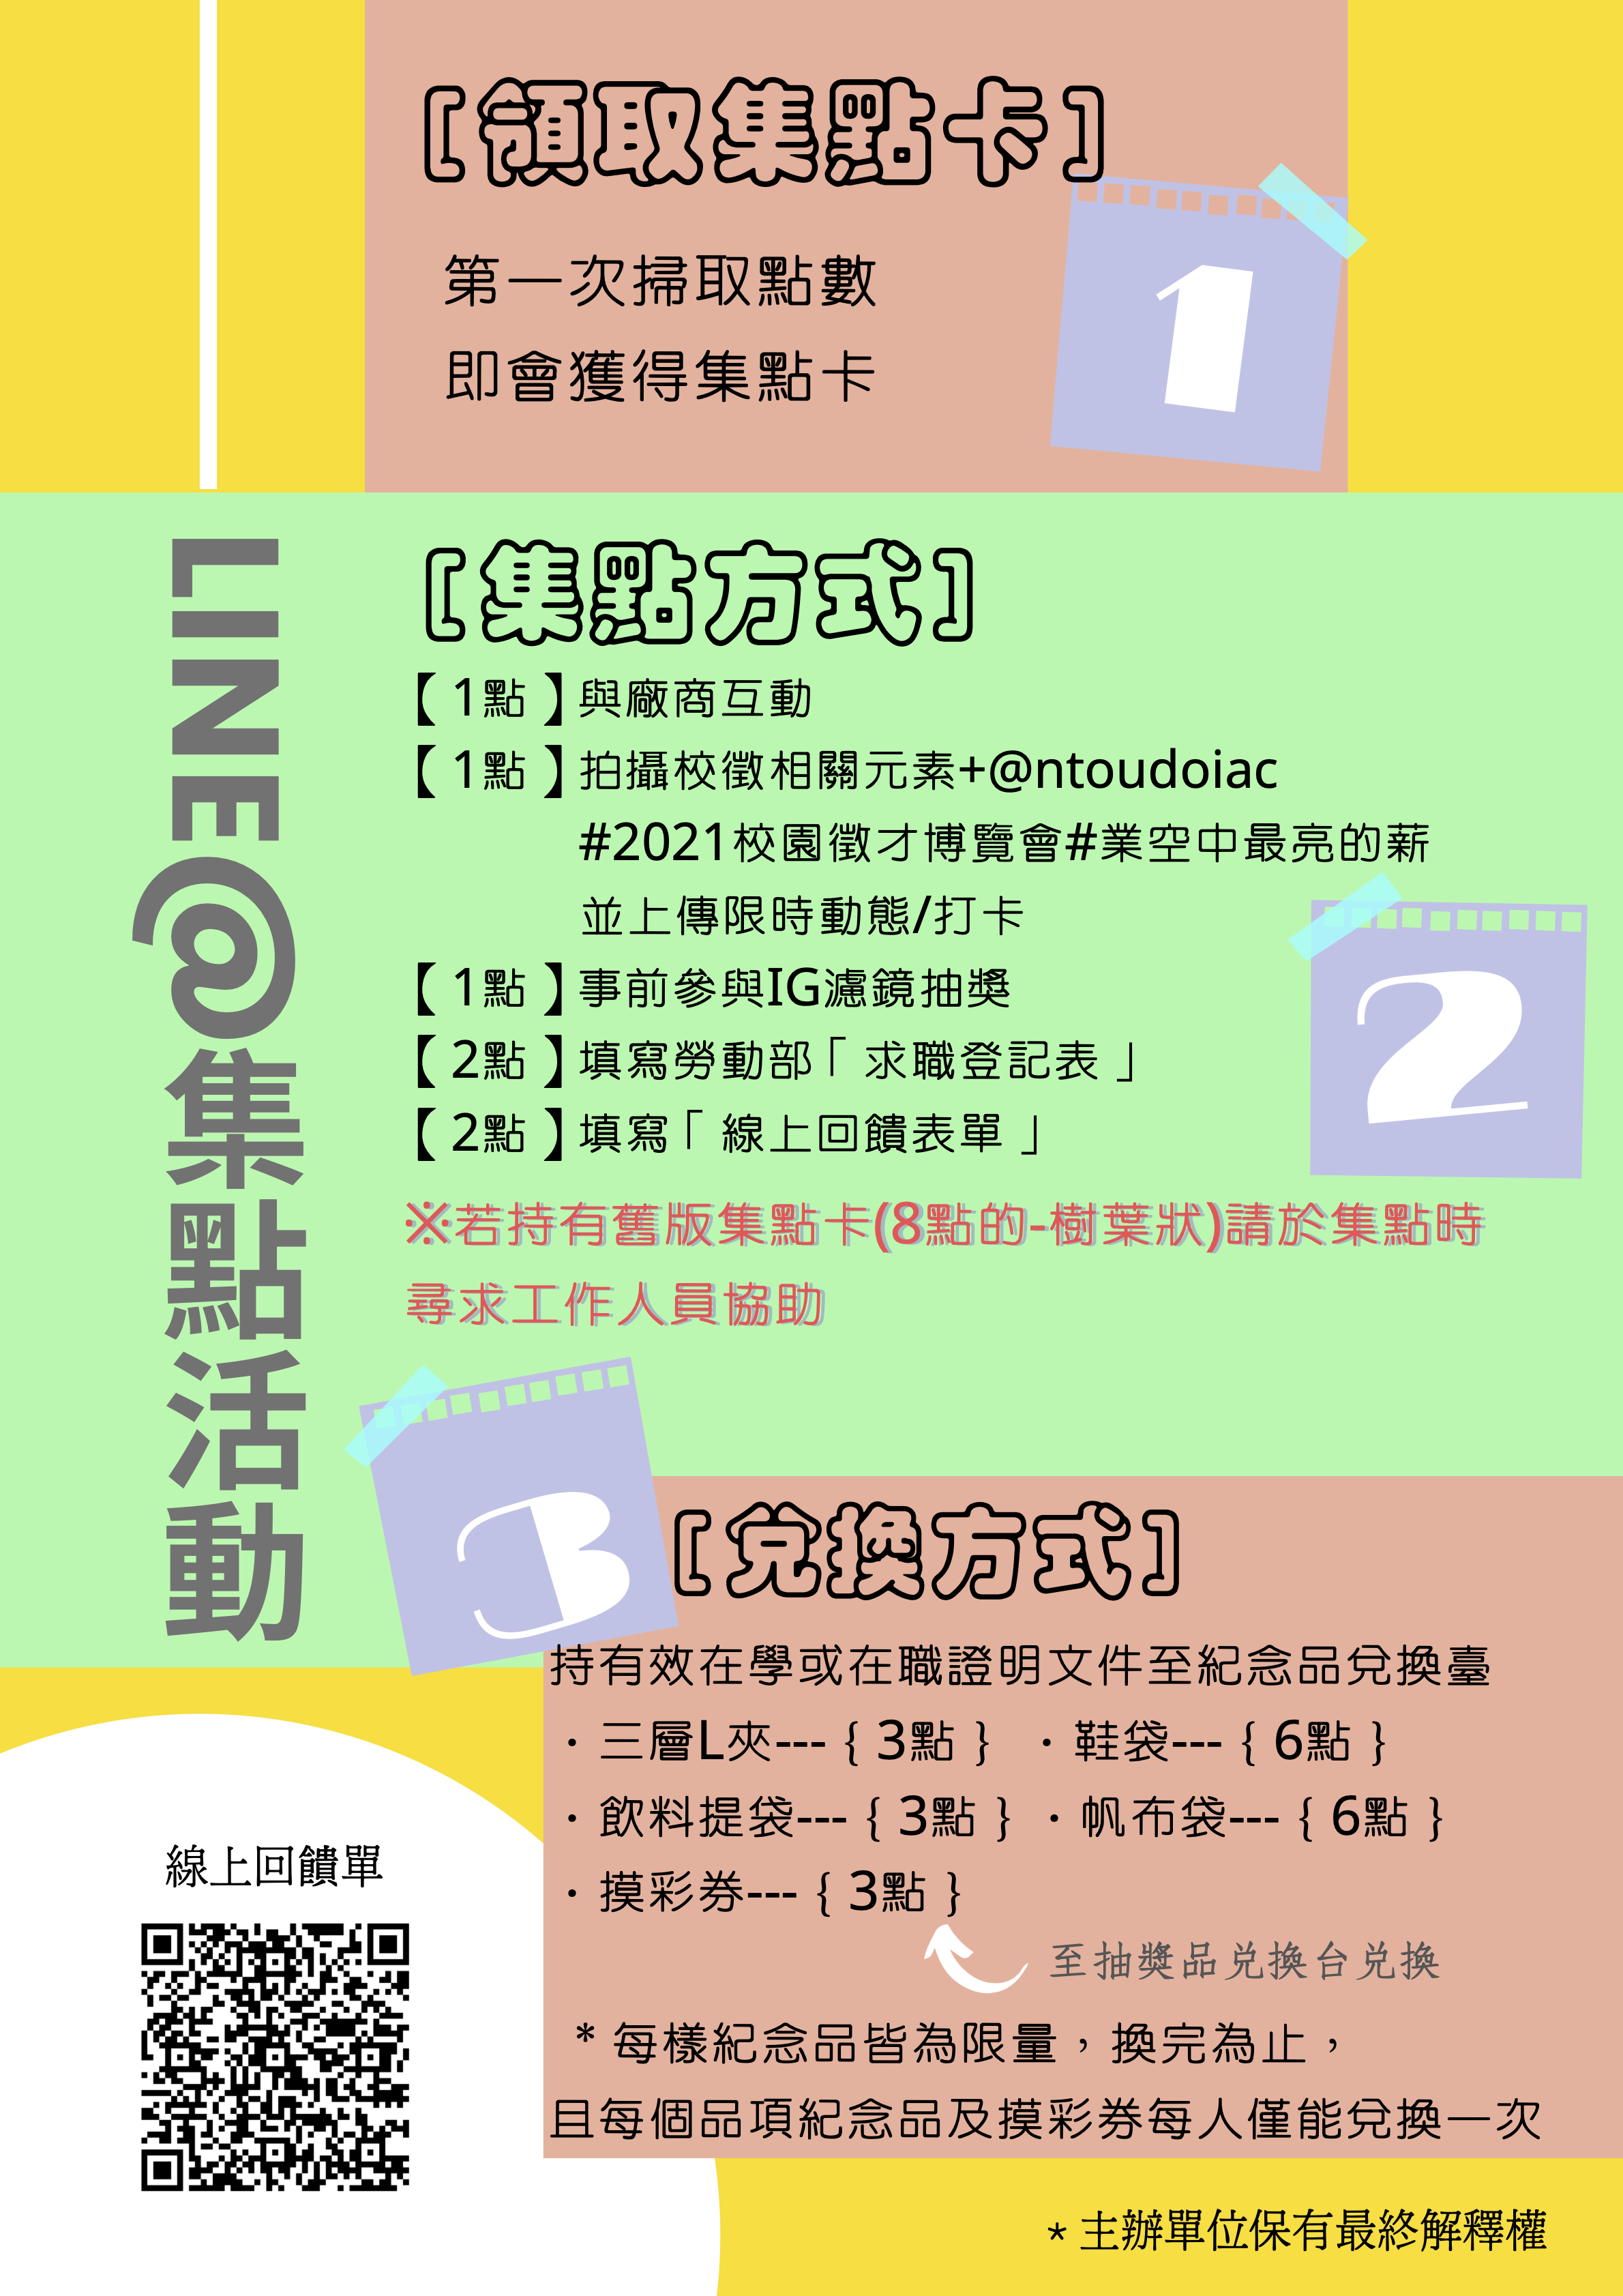 [領取集點卡]
第一次掃取點數
即會獲得集點卡
1
LINE@集點活動
[集點方式]
【1點】與廠商互動
【1點】拍攝校徵相關元素+@ntoudoiac
#2021校園徵才博覽會#業空中最亮的薪
並上傳限時動態/打卡
【1點】事前參與IG濾鏡抽獎
【2點】填寫勞動部「求職登記表」
【2點】填寫「線上回饋表單」
2
※若持有舊版集點卡(8點的-樹葉狀)請於集點時
尋求工作人員協助
3
[兌換方式]
持有效在學或在職證明文件至紀念品兌換臺
·三層L夾---{3點} ·鞋袋---{6點}
·飲料提袋---{3點} ·帆布袋---{6點}
·摸彩券---{3點}
至抽獎品兌換台兌換
*每樣紀念品皆為限量，換完為止，
且每個品項紀念品及摸彩券每人僅能兌換一次
線上回饋單
*主辦單位保有最終解釋權